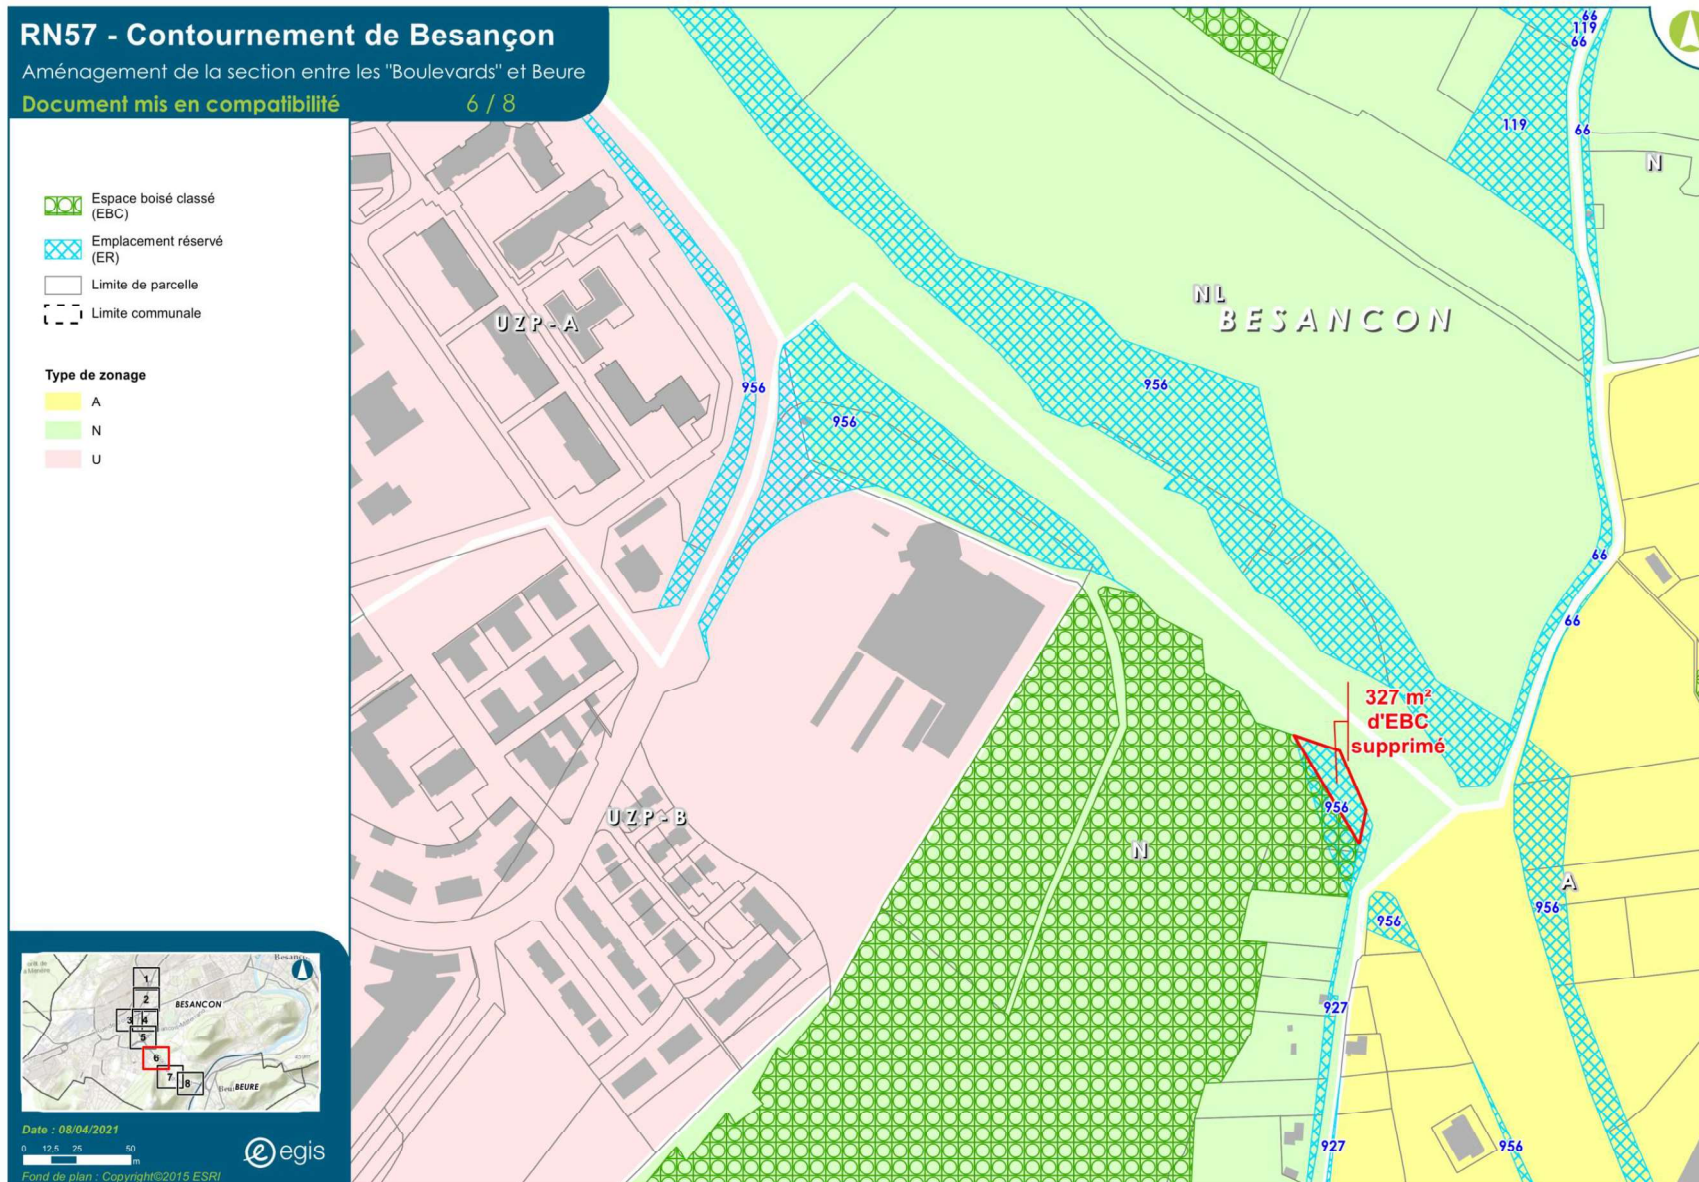 RN57 - Contournement de Besançon
Aménagement de la section entre les "Boulevards" et Beure
Document mis en compatibilité 6 / 8
Espace boisé classé
(EBC)
Emplacement réservé
(ER)
Limite de parcelle
Limite communale
Type de zonage
A
N
U
66
119
66
119
66
N
NL
BESANCON
UZP-A
956
956
956
66
66
327 m²
d'EBC
supprimé
956
UZP-B
N
A
956
956
927
927
956
1
2
BESANCON
3
4
5
6
7
8
BEURE
Date : 08/04/2021
0 12,5 25 50
m
egis
Fond de plan : Copyright©2015 ESRI